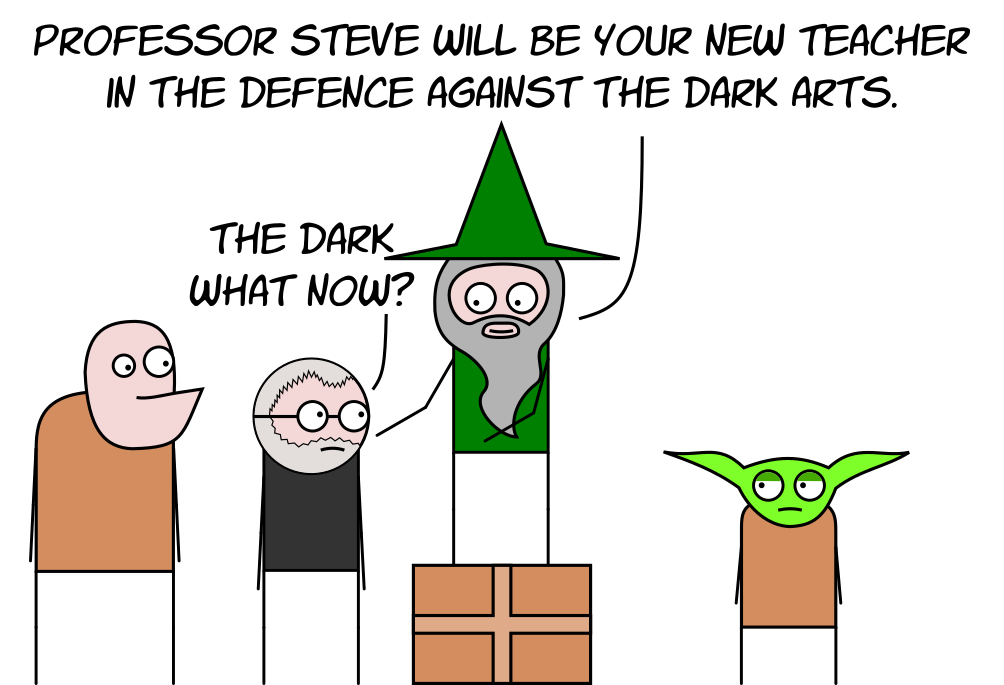 PROFESSOR STEVE WILL BE YOUR NEW TEACHER
IN THE DEFENCE AGAINST THE DARK ARTS.
THE DARK
WHAT NOW?